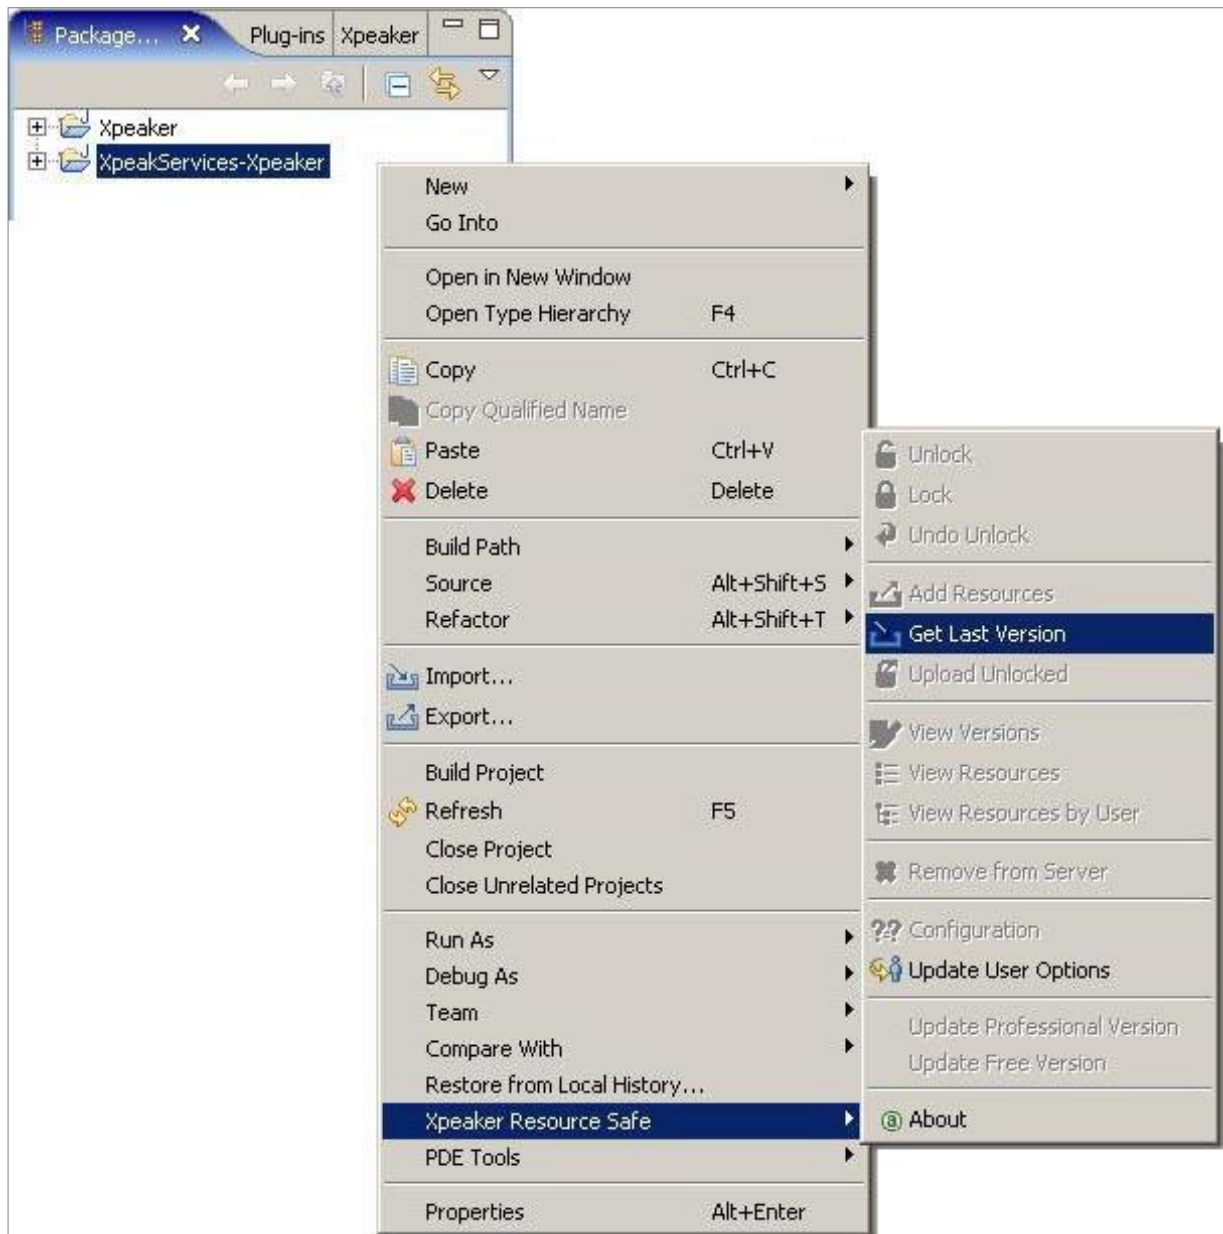 Package... Plug-ins Xpeaker
Xpeaker
XpeakServices-Xpeaker
New
Go Into
Open in New Window
Open Type Hierarchy F4
Copy Ctrl+C
Copy Qualified Name
Paste Ctrl+V
Delete Delete
Build Path
Source Alt+Shift+S
Refactor Alt+Shift+T
Import...
Export...
Build Project
Refresh F5
Close Project
Close Unrelated Projects
Run As
Debug As
Team
Compare With
Restore from Local History...
Xpeaker Resource Safe
PDE Tools
Properties Alt+Enter
Unlock
Lock
Undo Unlock
Add Resources
Get Last Version
Upload Unlocked
View Versions
View Resources
View Resources by User
Remove from Server
?=? Configuration
Update User Options
Update Professional Version
Update Free Version
@ About